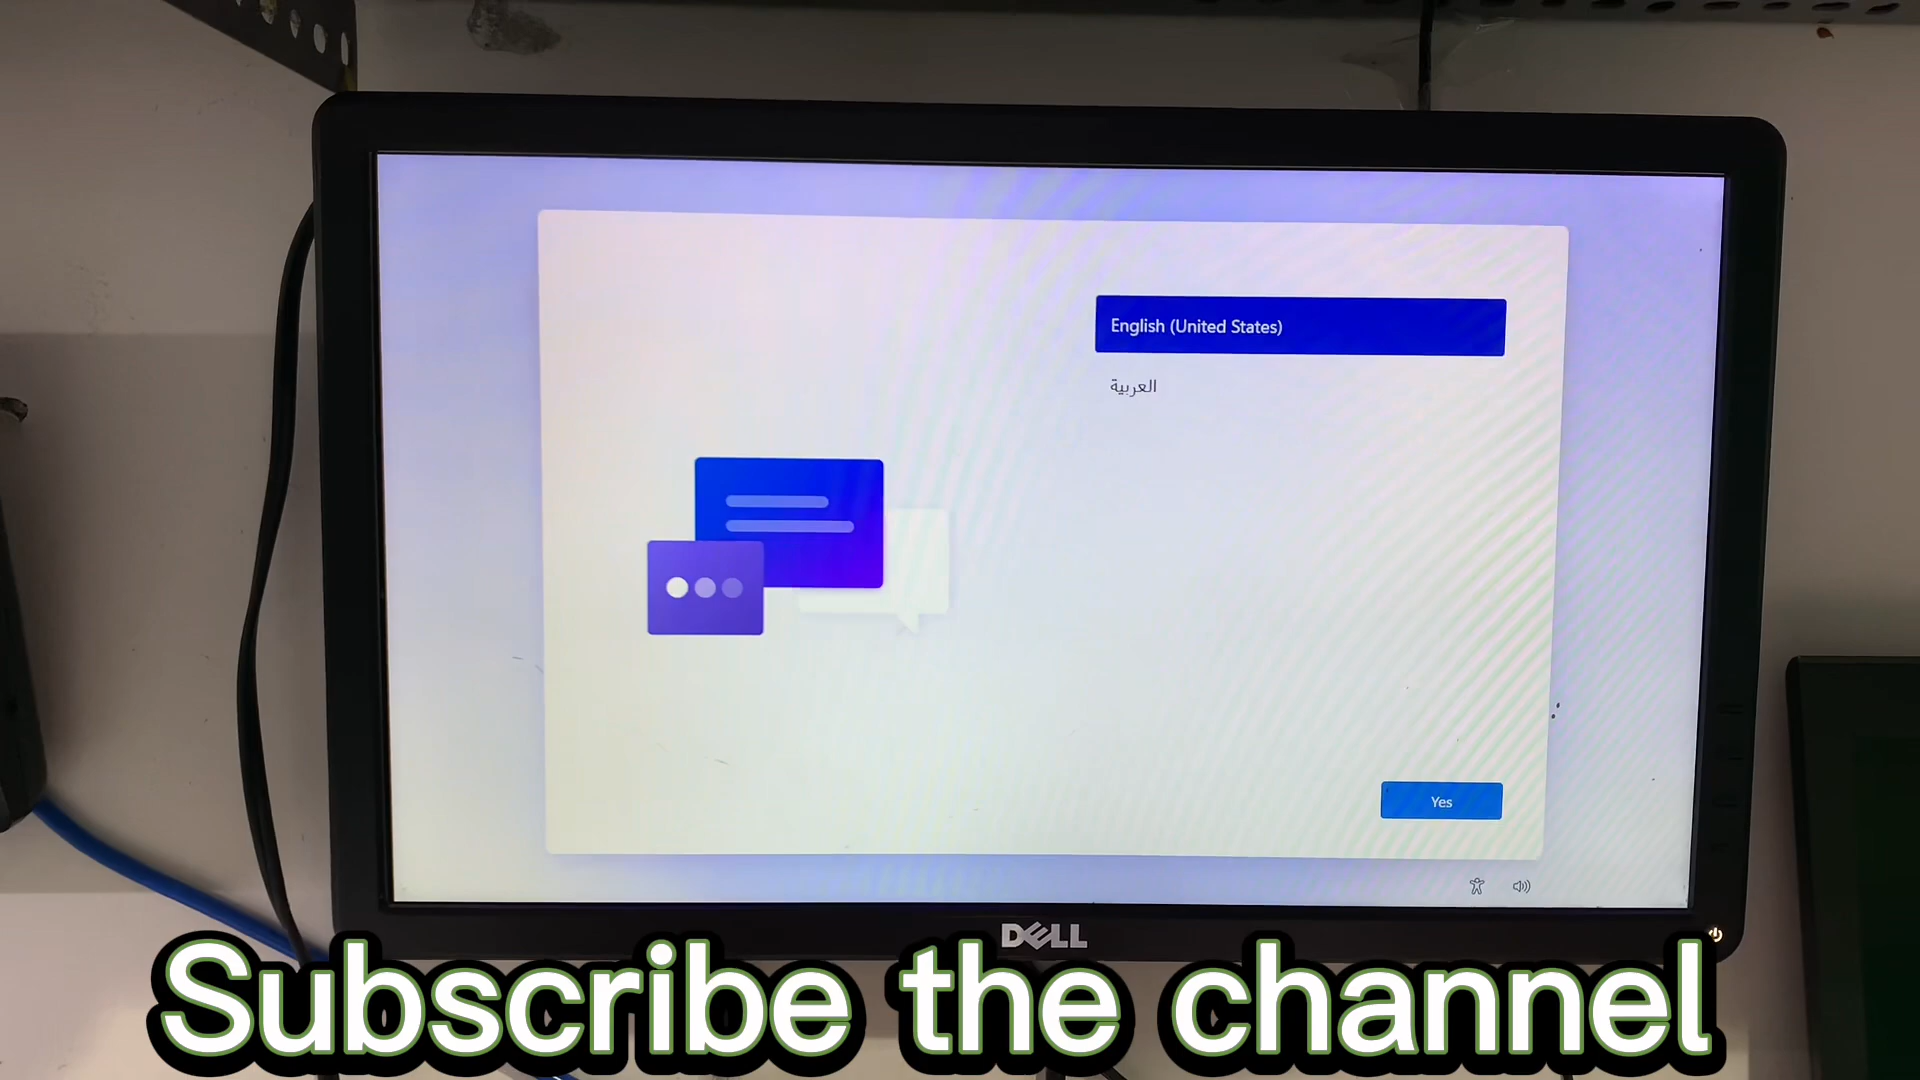 English (United States)
العربية
Yes
DELL
Subscribe the channel